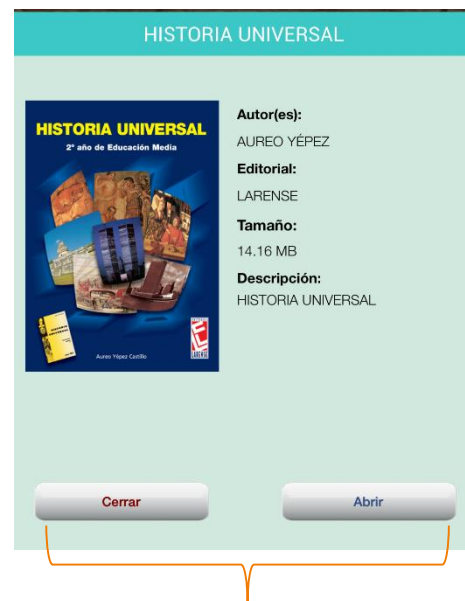 HISTORIA UNIVERSAL
HISTORIA UNIVERSAL
2º año de Educación Media
Aureo Yépez Castillo
LARENSE
Autor(es):
AUREO YÉPEZ
Editorial:
LARENSE
Tamaño:
14.16 MB
Descripción:
HISTORIA UNIVERSAL
Cerrar
Abrir